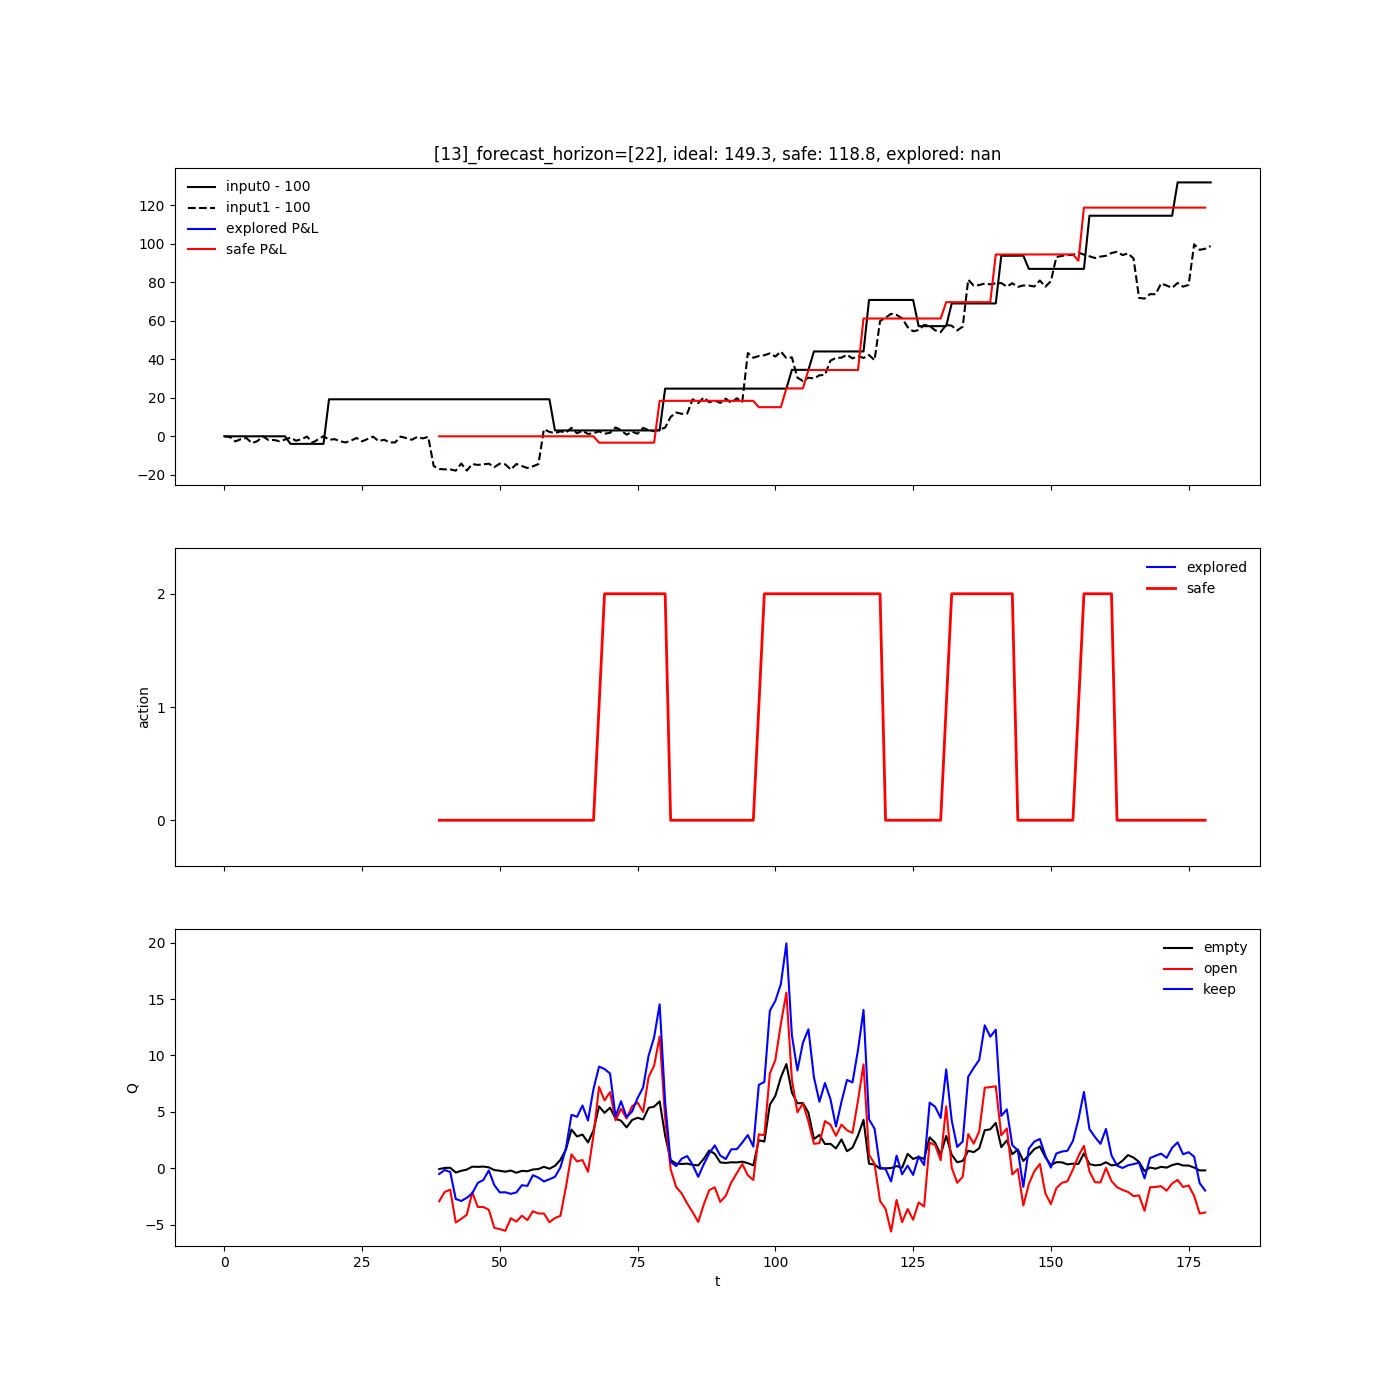 [13]_forecast_horizon=[22], ideal: 149.3, safe: 118.8, explored: nan
input0 - 100
input1 - 100
explored P&L
safe P&L
120
100
80
60
40
20
0
−20
explored
safe
2
1
0
action
empty
open
keep
20
15
10
5
0
−5
Q
0 25 50 75 100 125 150 175
t